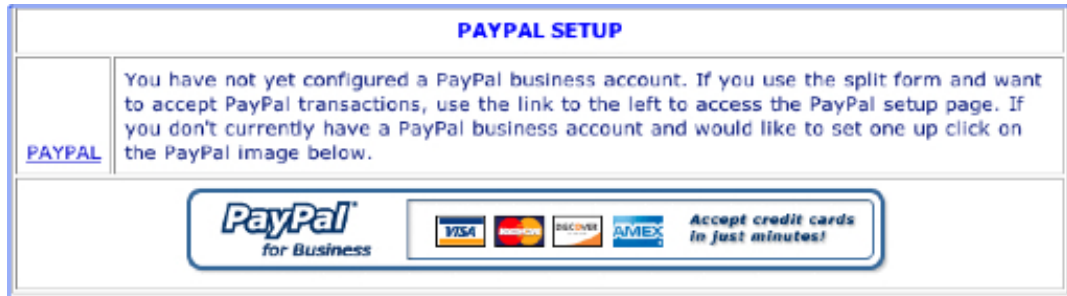 PAYPAL SETUP
You have not yet configured a PayPal business account. If you use the split form and want
to accept PayPal transactions, use the link to the left to access the PayPal setup page. If
you don't currently have a PayPal business account and would like to set one up click on
PAYPAL the PayPal image below.
PayPal
for Business
VISA MasterCard DISCOVER AMEX
Accept credit cards
in just minutes!